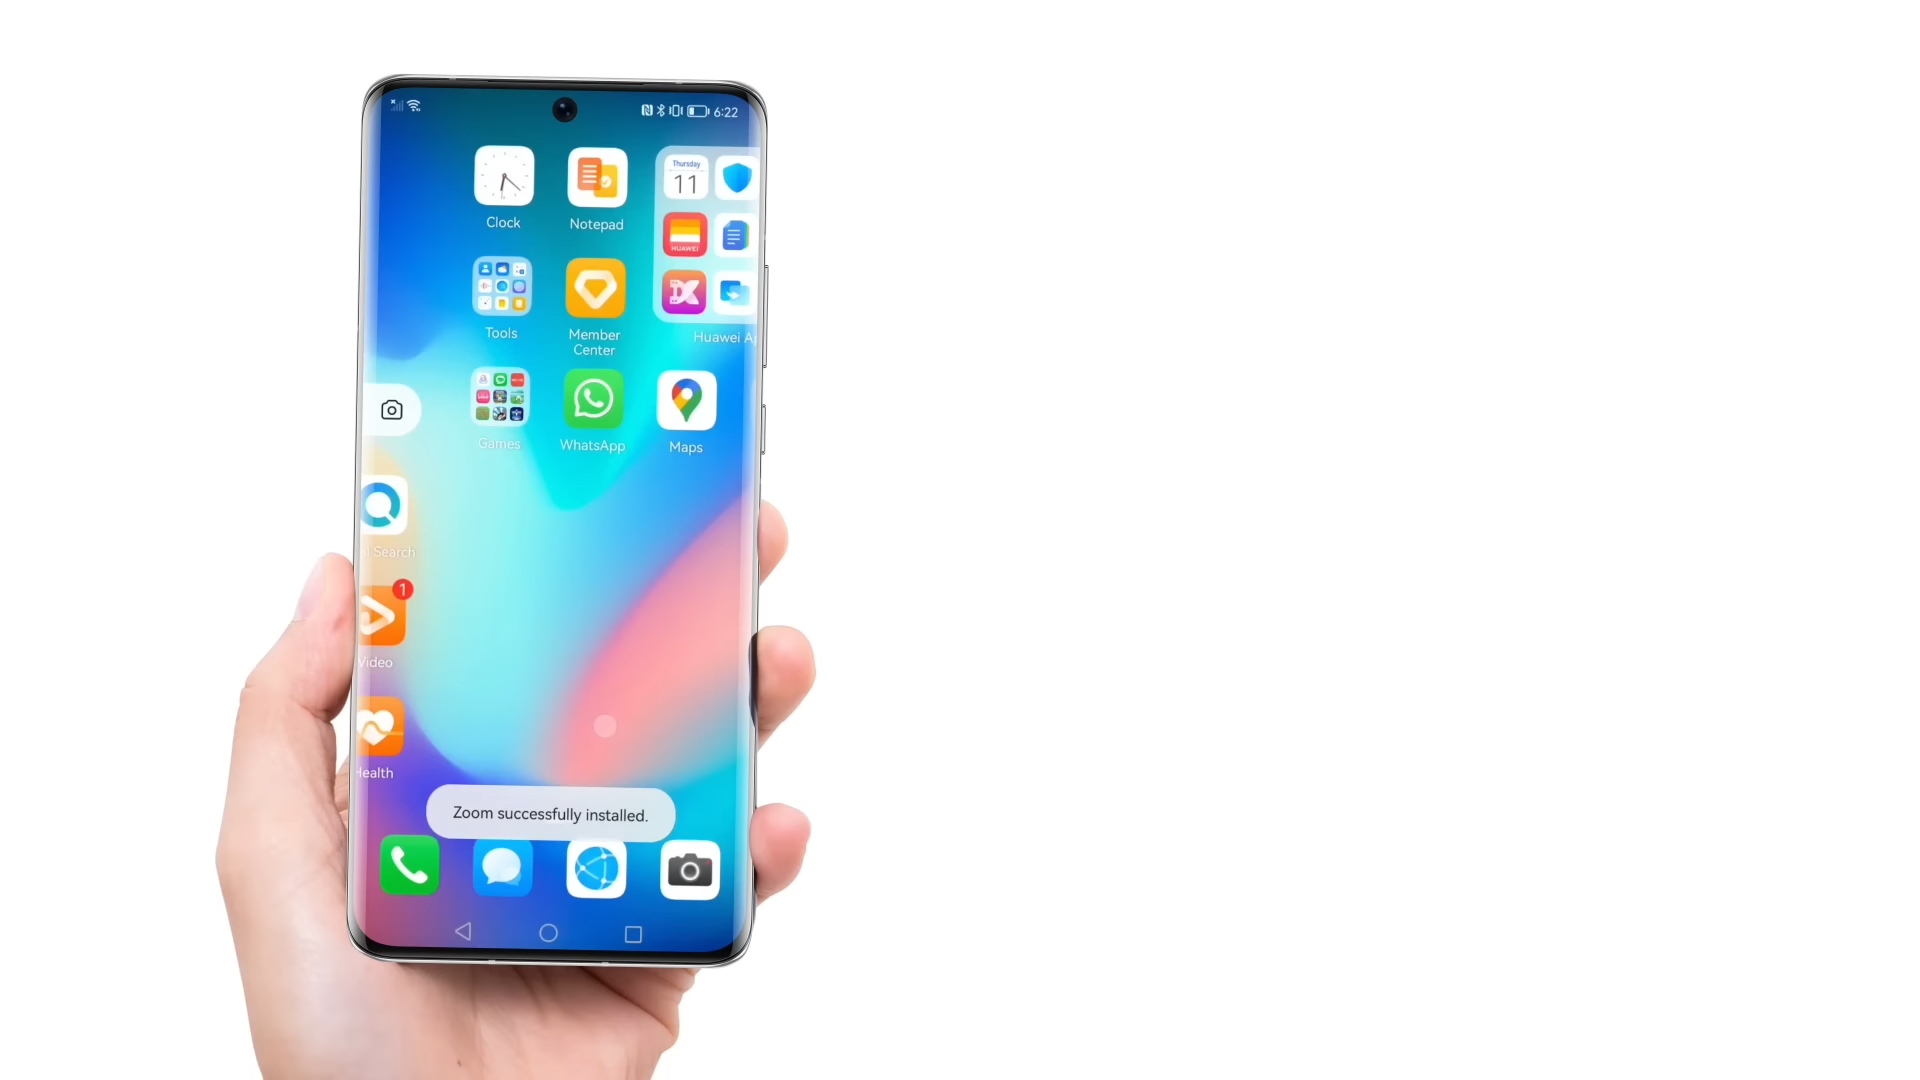 6:22
Clock
Notepad
Thursday
11
HUAWEI
Tools
Member
Center
Huawei A
Games
WhatsApp
Maps
Search
1
Video
Health
Zoom successfully installed.